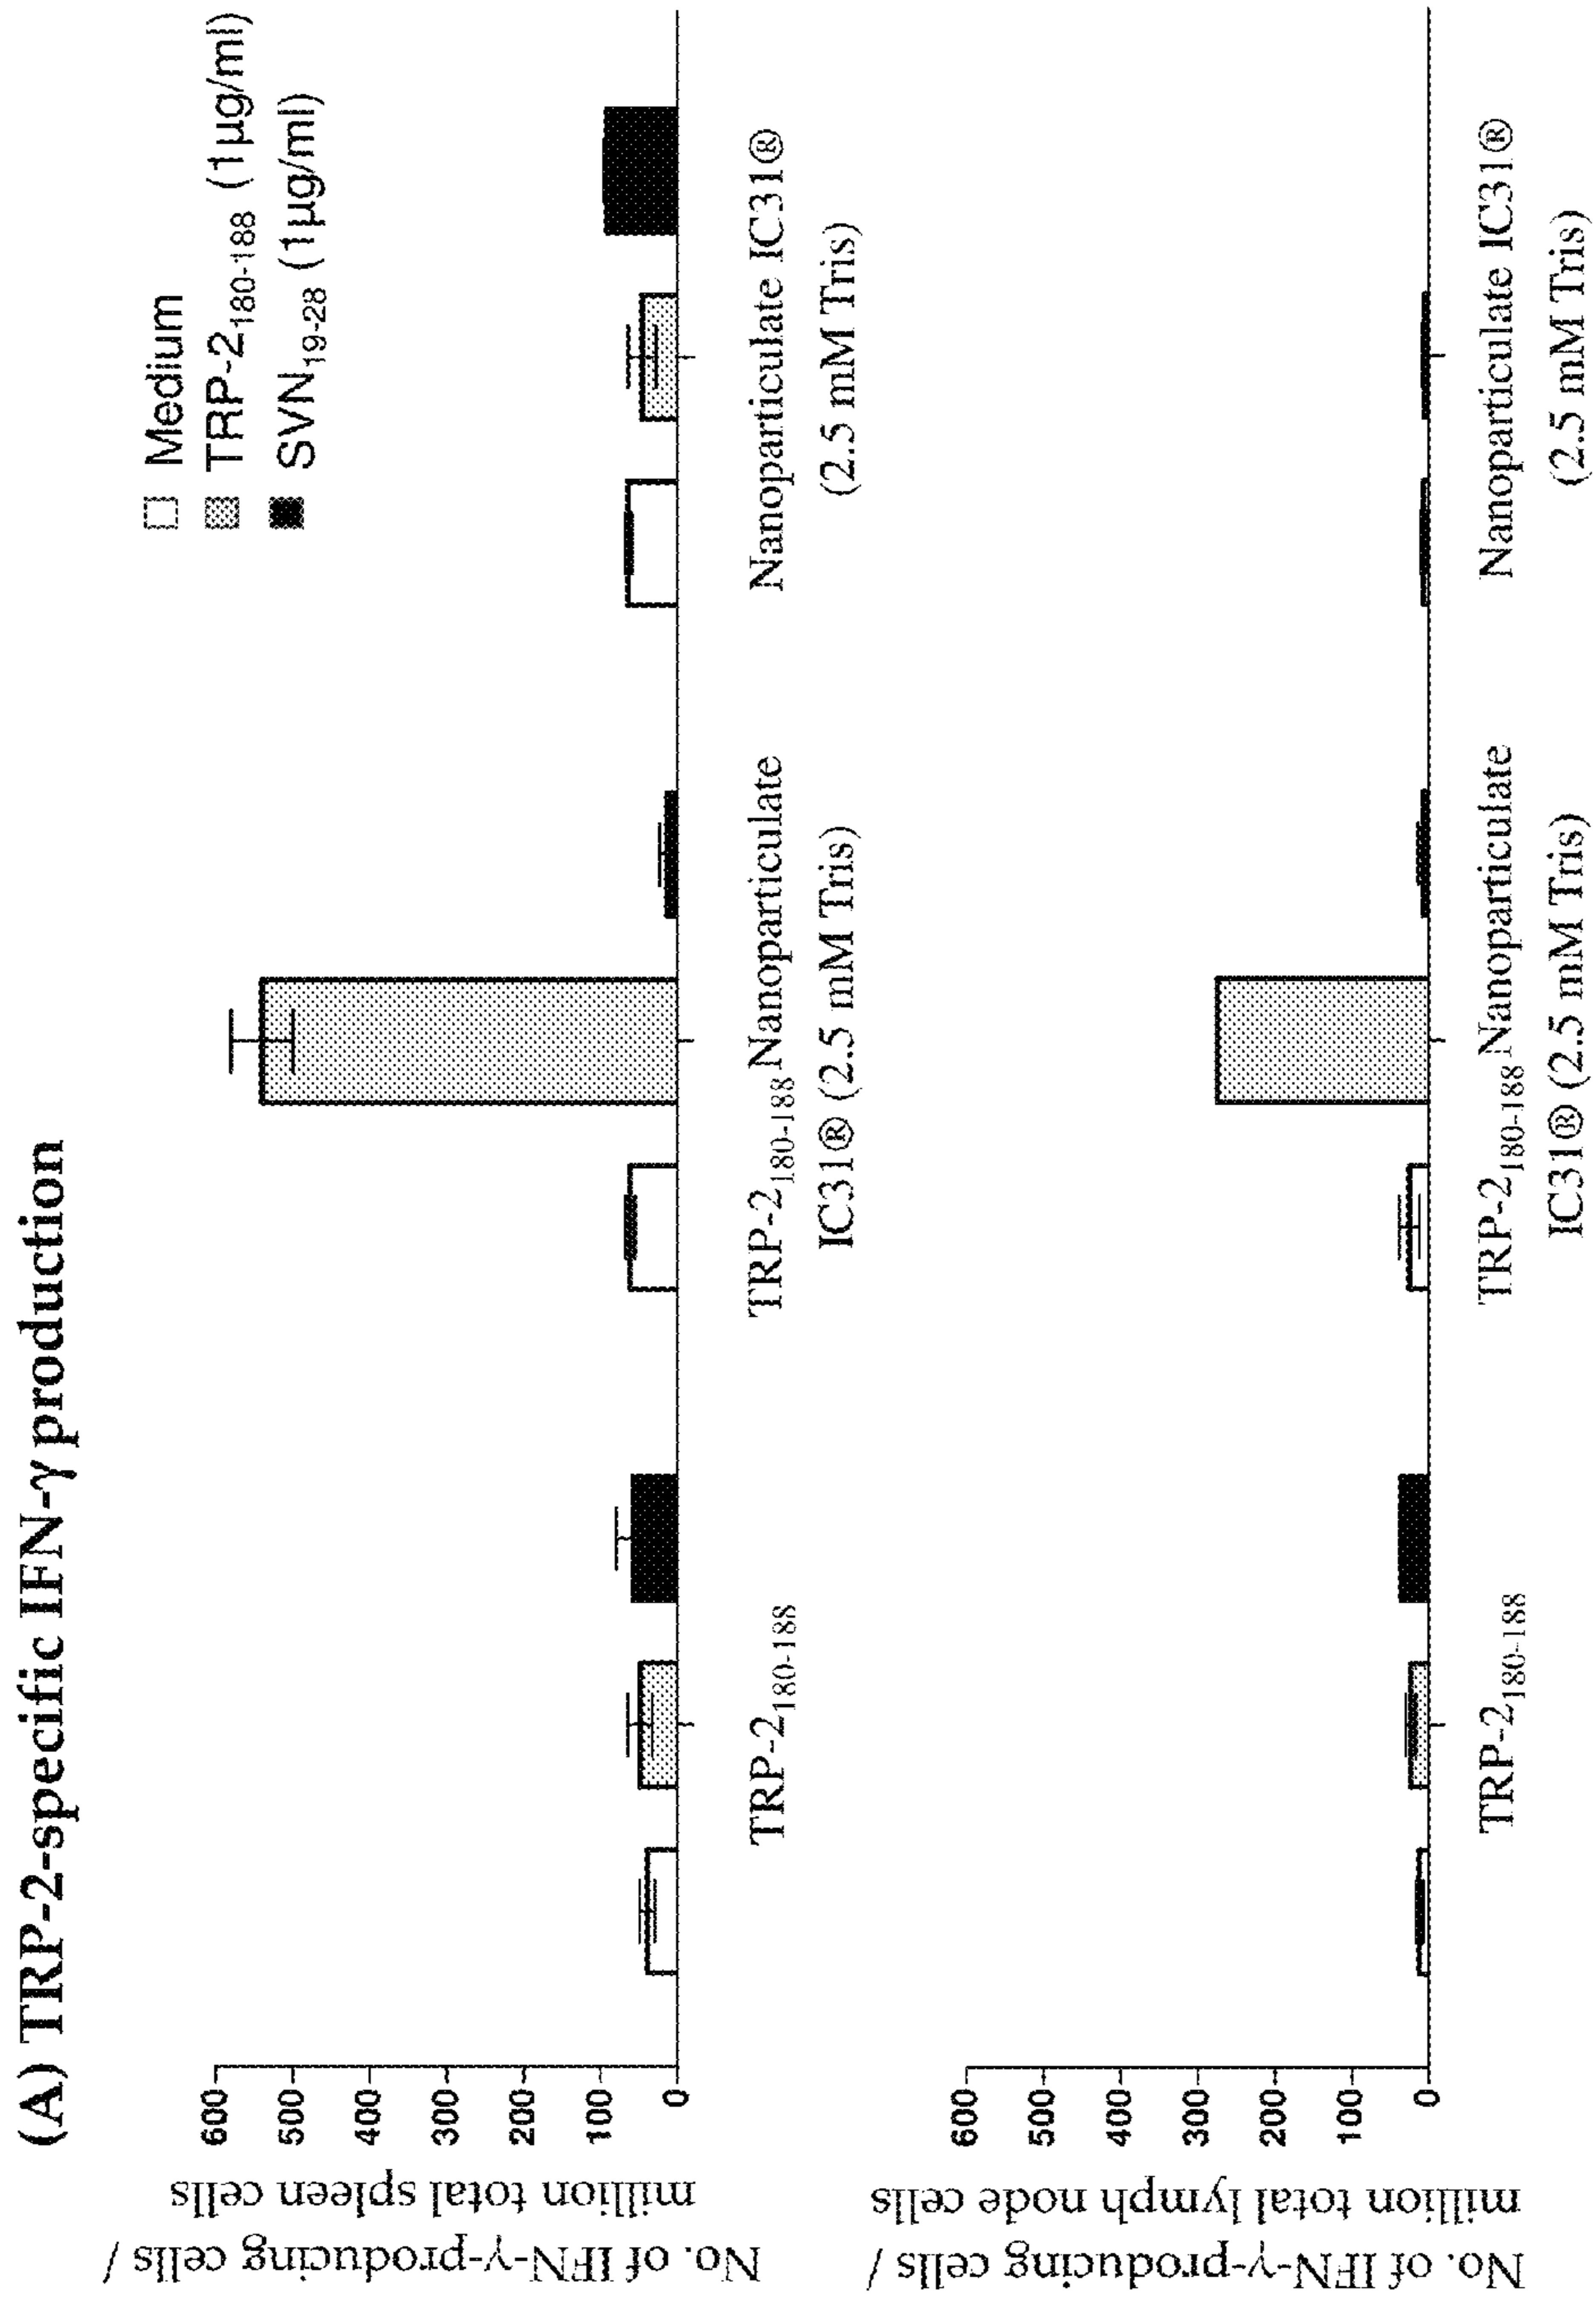 (A) TRP-2-specific IFN-γ production
Medium
TRP-2180-188 (1µg/ml)
SVN19-28 (1µg/ml)
No. of IFN-γ-producing cells /
million total spleen cells
600
500
400
300
200
100
0
TRP-2180-188
TRP-2180-188 Nanoparticulate
IC31® (2.5 mM Tris)
Nanoparticulate IC31®
(2.5 mM Tris)
No. of IFN-γ-producing cells /
million total lymph node cells
600
500
400
300
200
100
0
TRP-2180-188
TRP-2180-188 Nanoparticulate
IC31® (2.5 mM Tris)
Nanoparticulate IC31®
(2.5 mM Tris)